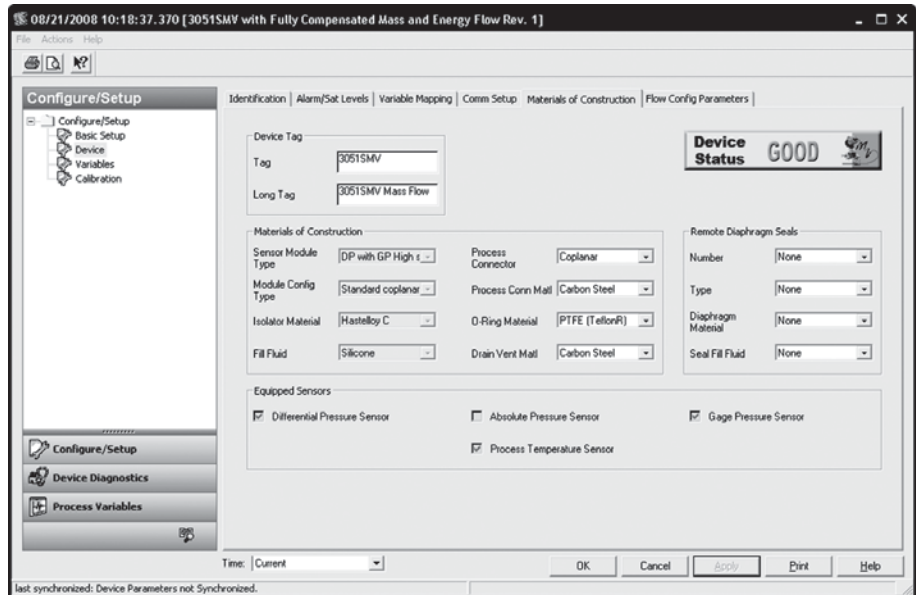 08/21/2008 10:18:37.370 [3051SMV with Fully Compensated Mass and Energy Flow Rev. 1]
File Actions Help
Configure/Setup
Configure/Setup
Basic Setup
Device
Variables
Calibration
Configure/Setup
Device Diagnostics
Process Variables
Identification | Alarm/Sat Levels | Variable Mapping | Comm Setup | Materials of Construction | Flow Config Parameters
Device Tag
Tag 3051SMV
Long Tag 3051SMV Mass Flow
Device Status GOOD
Materials of Construction
Sensor Module Type DP with GP High s
Module Config Type Standard coplanar
Isolator Material Hastelloy C
Fill Fluid Silicone
Process Connector Coplanar
Process Conn Matl Carbon Steel
O-Ring Material PTFE (TeflonR)
Drain Vent Matl Carbon Steel
Remote Diaphragm Seals
Number None
Type None
Diaphragm Material None
Seal Fill Fluid None
Equipped Sensors
Differential Pressure Sensor
Absolute Pressure Sensor
Gage Pressure Sensor
Process Temperature Sensor
Time: Current
OK Cancel Apply Print Help
last synchronized: Device Parameters not Synchronized.